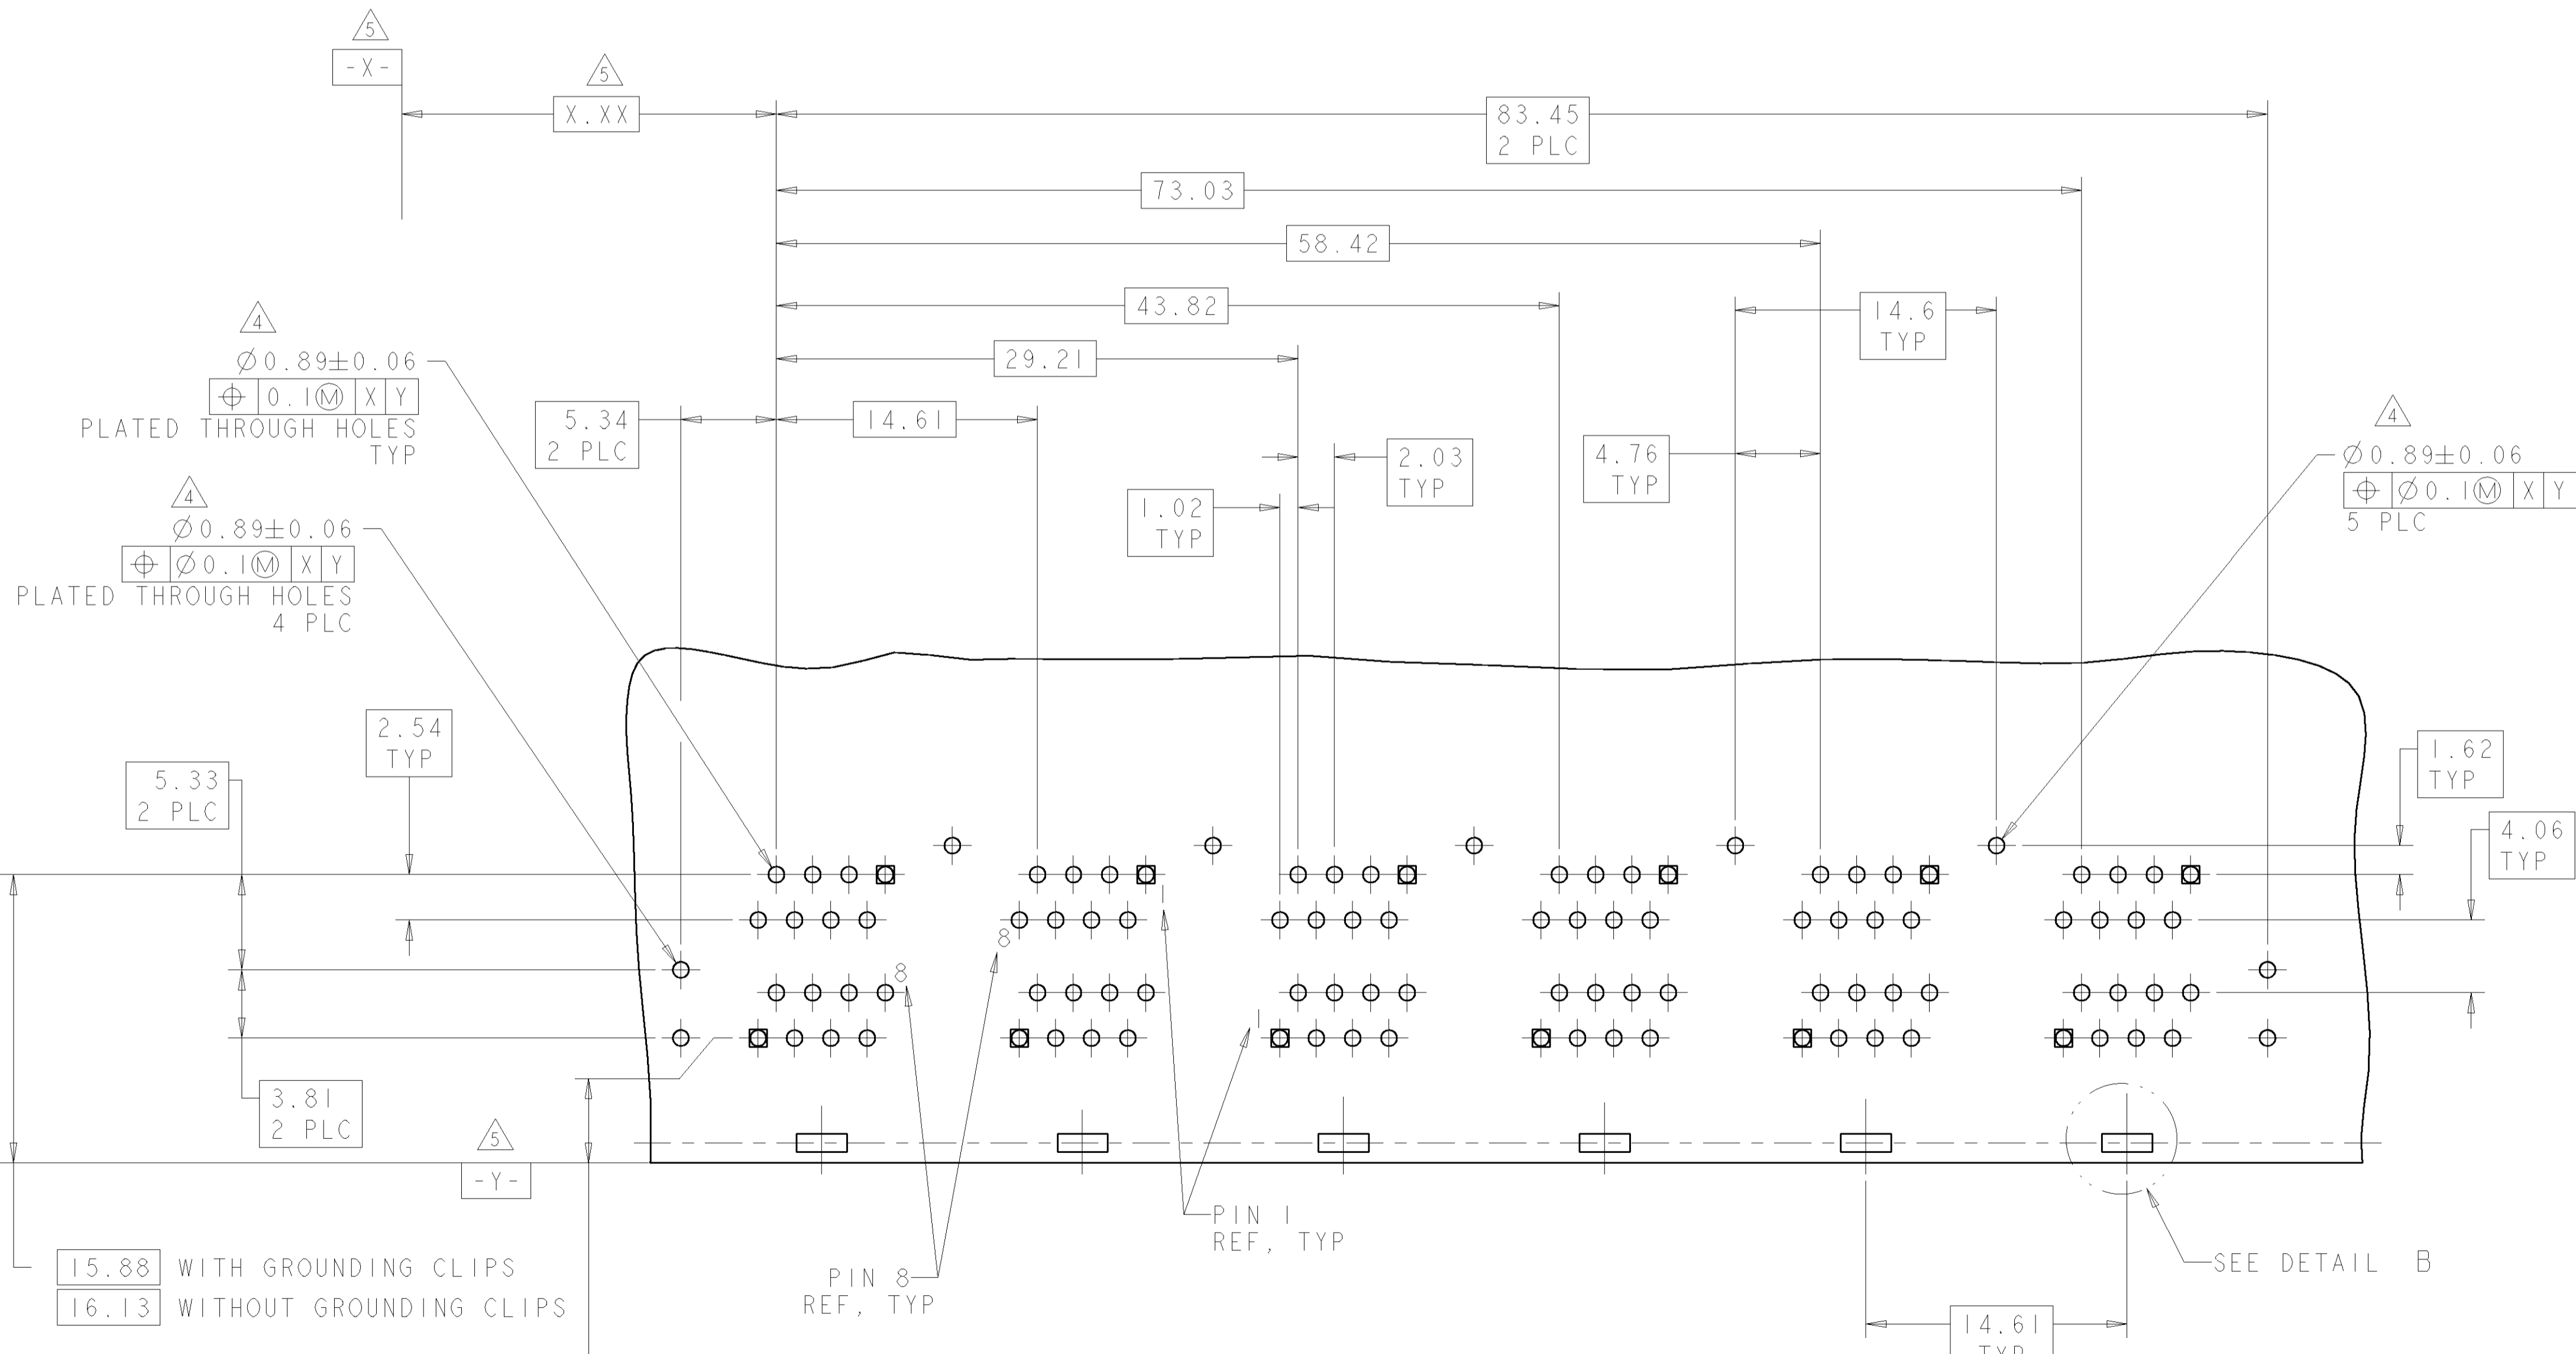 5
-X-
5
X.XX
83.45
2 PLC
73.03
58.42
43.82
14.6
TYP
29.21
4
Ø0.89±0.06
⌖ 0.1Ⓜ X Y
PLATED THROUGH HOLES
TYP
5.34
2 PLC
14.61
2.03
TYP
4.76
TYP
1.02
TYP
4
Ø0.89±0.06
⌖ Ø0.1Ⓜ X Y
5 PLC
4
Ø0.89±0.06
⌖ Ø0.1Ⓜ X Y
PLATED THROUGH HOLES
4 PLC
2.54
TYP
5.33
2 PLC
1.62
TYP
4.06
TYP
1
8
8
1
3.81
2 PLC
5
-Y-
PIN 1
REF, TYP
PIN 8
REF, TYP
15.88 WITH GROUNDING CLIPS
16.13 WITHOUT GROUNDING CLIPS
SEE DETAIL B
14.61
TYP